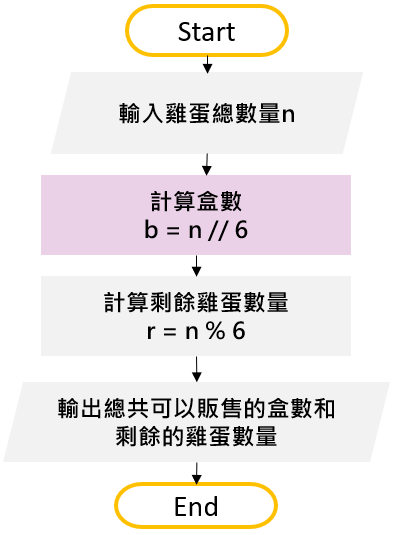 Start
輸入雞蛋總數量n
計算盒數
b = n // 6
計算剩餘雞蛋數量
r = n % 6
輸出總共可以販售的盒數和
剩餘的雞蛋數量
End